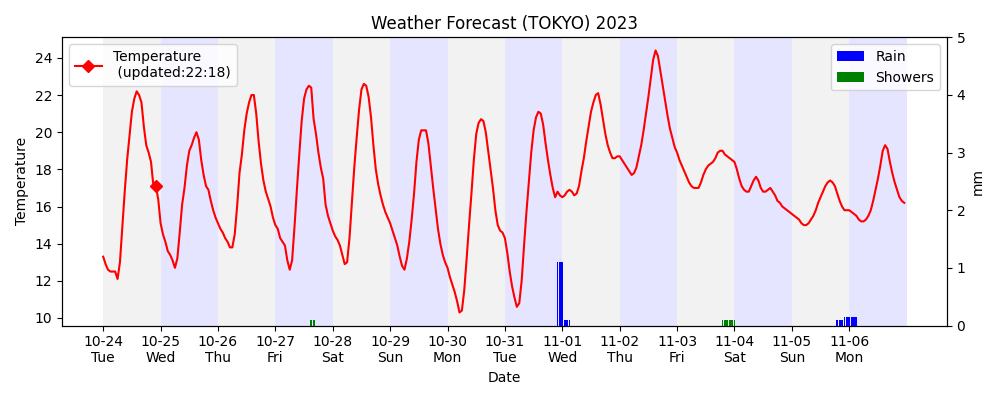 Weather Forecast (TOKYO) 2023
Temperature
(updated:22:18)
Rain
Showers
Temperature
24
22
20
18
16
14
12
10
5
4
3
2
1
0
mm
10-24 10-25 10-26 10-27 10-28 10-29 10-30 10-31 11-01 11-02 11-03 11-04 11-05 11-06
Tue Wed Thu Fri Sat Sun Mon Tue Wed Thu Fri Sat Sun Mon
Date